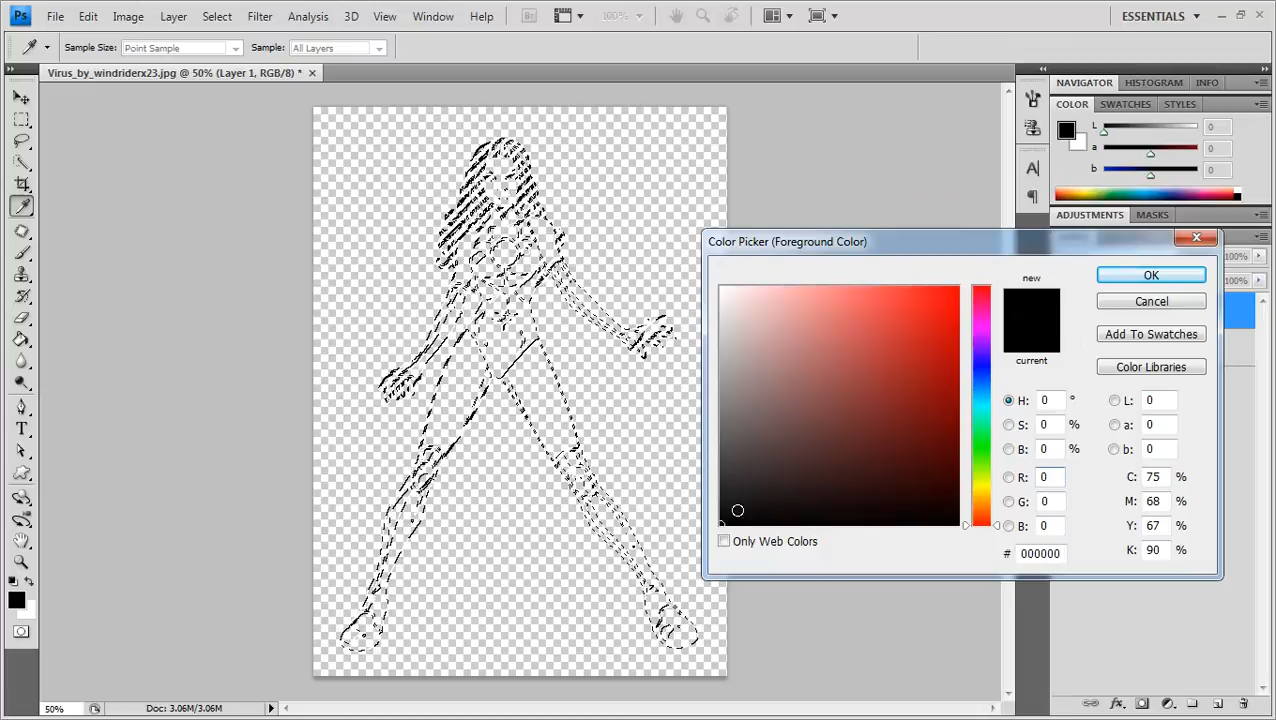 Ps File Edit Image Layer Select Filter Analysis 3D View Window Help Br 100% ESSENTIALS
Sample Size: Point Sample Sample: All Layers
Virus_by_windriderx23.jpg @ 50% (Layer 1, RGB/8) *
NAVIGATOR HISTOGRAM INFO
COLOR SWATCHES STYLES
L 0
a 0
b 0
ADJUSTMENTS MASKS
Color Picker (Foreground Color)
100%
100%
new
OK
Cancel
Add To Swatches
current
Color Libraries
H: 0 ° L: 0
S: 0 % a: 0
B: 0 % b: 0
R: 0 C: 75 %
G: 0 M: 68 %
B: 0 Y: 67 %
# 000000 K: 90 %
Only Web Colors
50% Doc: 3.06M/3.06M